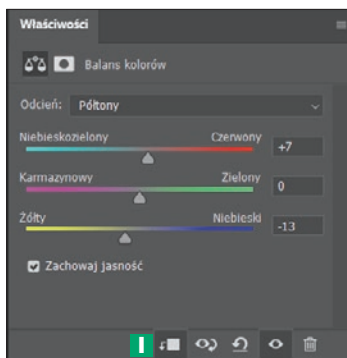 Właściwości
Balans kolorów
Odcień: Półtony
Niebieskozielony Czerwony +7
Karmazynowy Zielony 0
Żółty Niebieski -13
Zachowaj jasność
I